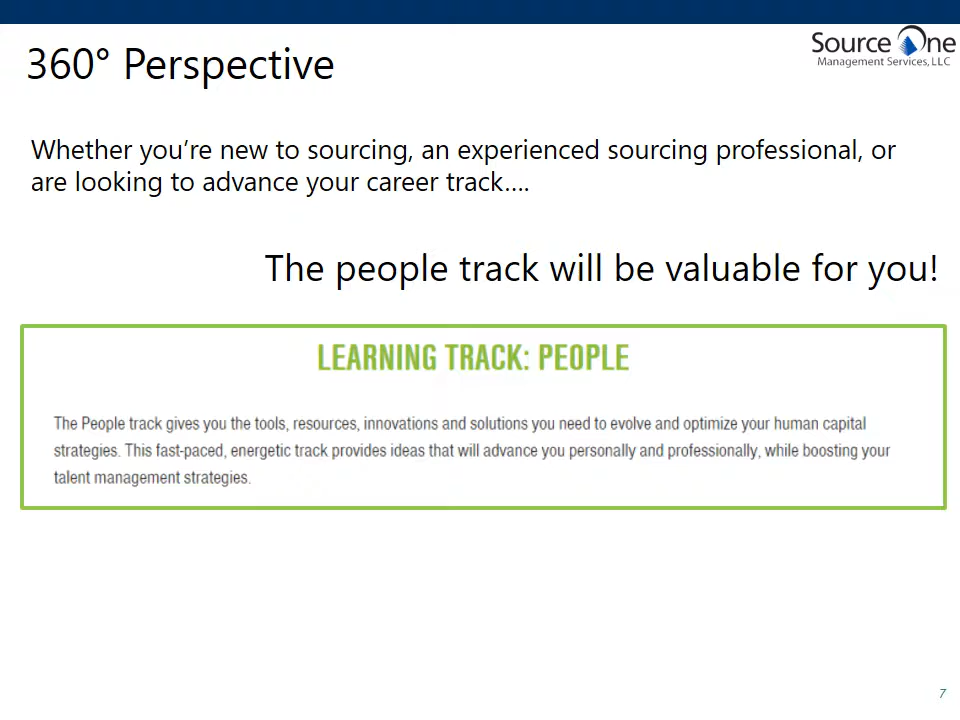 Source One
Management Services, LLC
360° Perspective
Whether you're new to sourcing, an experienced sourcing professional, or
are looking to advance your career track....
The people track will be valuable for you!
LEARNING TRACK: PEOPLE
The People track gives you the tools, resources, innovations and solutions you need to evolve and optimize your human capital
strategies. This fast-paced, energetic track provides ideas that will advance you personally and professionally, while boosting your
talent management strategies.
7